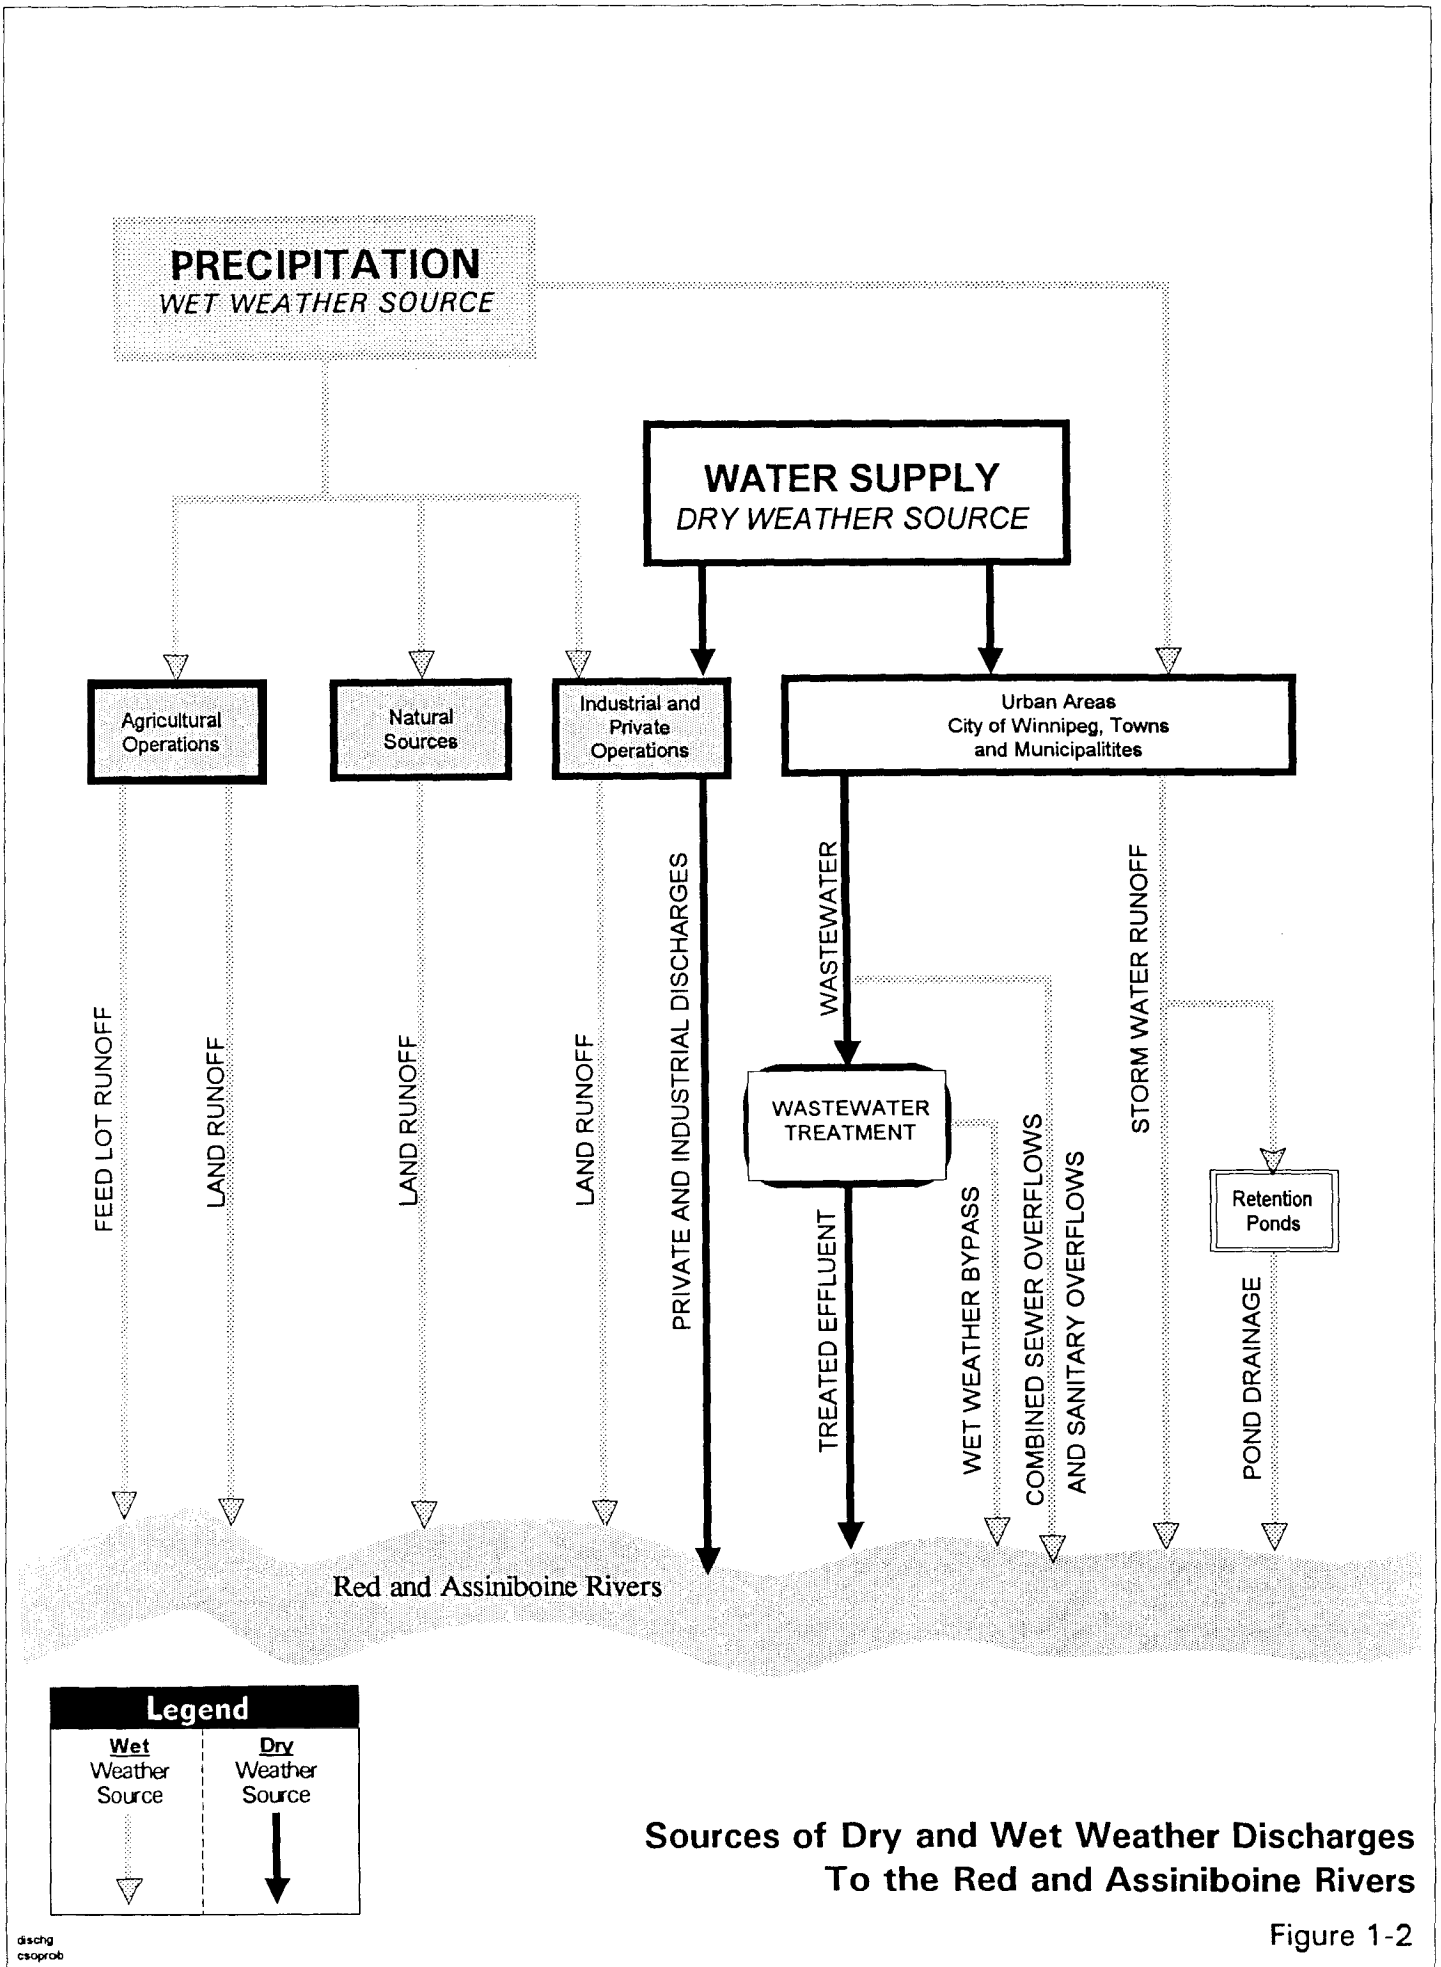 PRECIPITATION
WET WEATHER SOURCE
WATER SUPPLY
DRY WEATHER SOURCE
Agricultural
Operations
Natural
Sources
Industrial and
Private
Operations
Urban Areas
City of Winnipeg, Towns
and Municipalitites
FEED LOT RUNOFF
LAND RUNOFF
LAND RUNOFF
LAND RUNOFF
PRIVATE AND INDUSTRIAL DISCHARGES
WASTEWATER
WASTEWATER
TREATMENT
TREATED EFFLUENT
WET WEATHER BYPASS
COMBINED SEWER OVERFLOWS
AND SANITARY OVERFLOWS
STORM WATER RUNOFF
Retention
Ponds
POND DRAINAGE
Red and Assiniboine Rivers
Legend
Wet
Weather
Source
Dry
Weather
Source
Sources of Dry and Wet Weather Discharges
To the Red and Assiniboine Rivers
Figure 1-2
dischg
csoprob